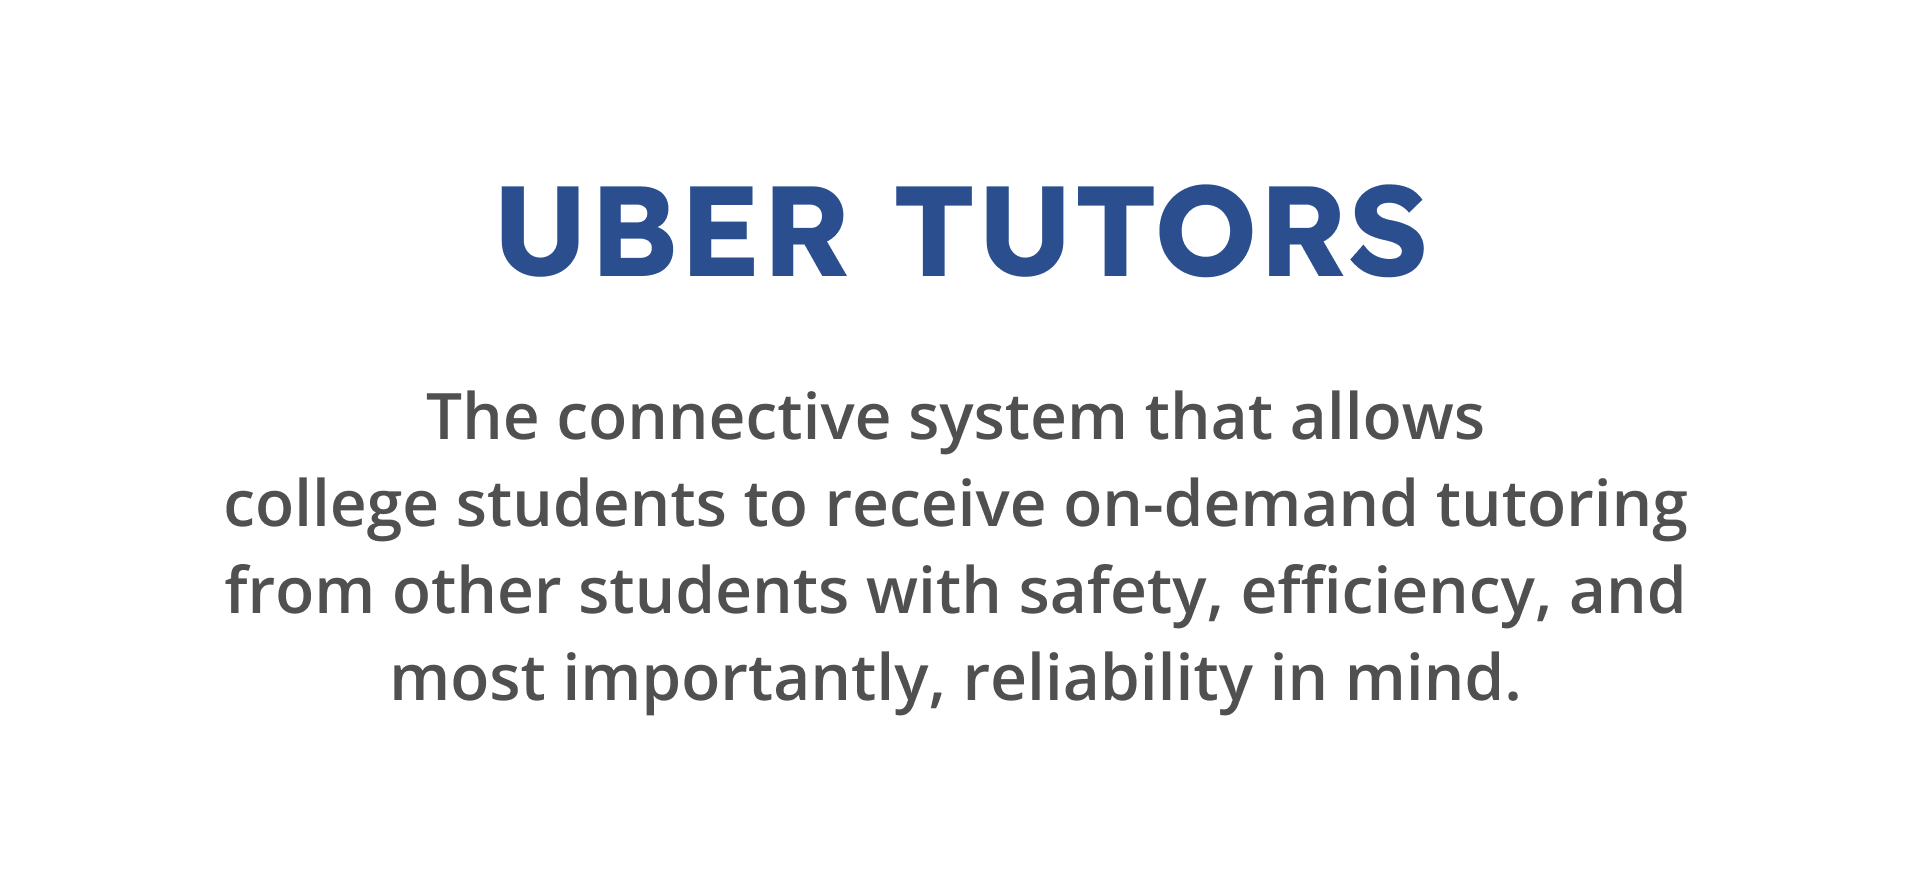 UBER TUTORS
The connective system that allows
college students to receive on-demand tutoring
from other students with safety, efficiency, and
most importantly, reliability in mind.